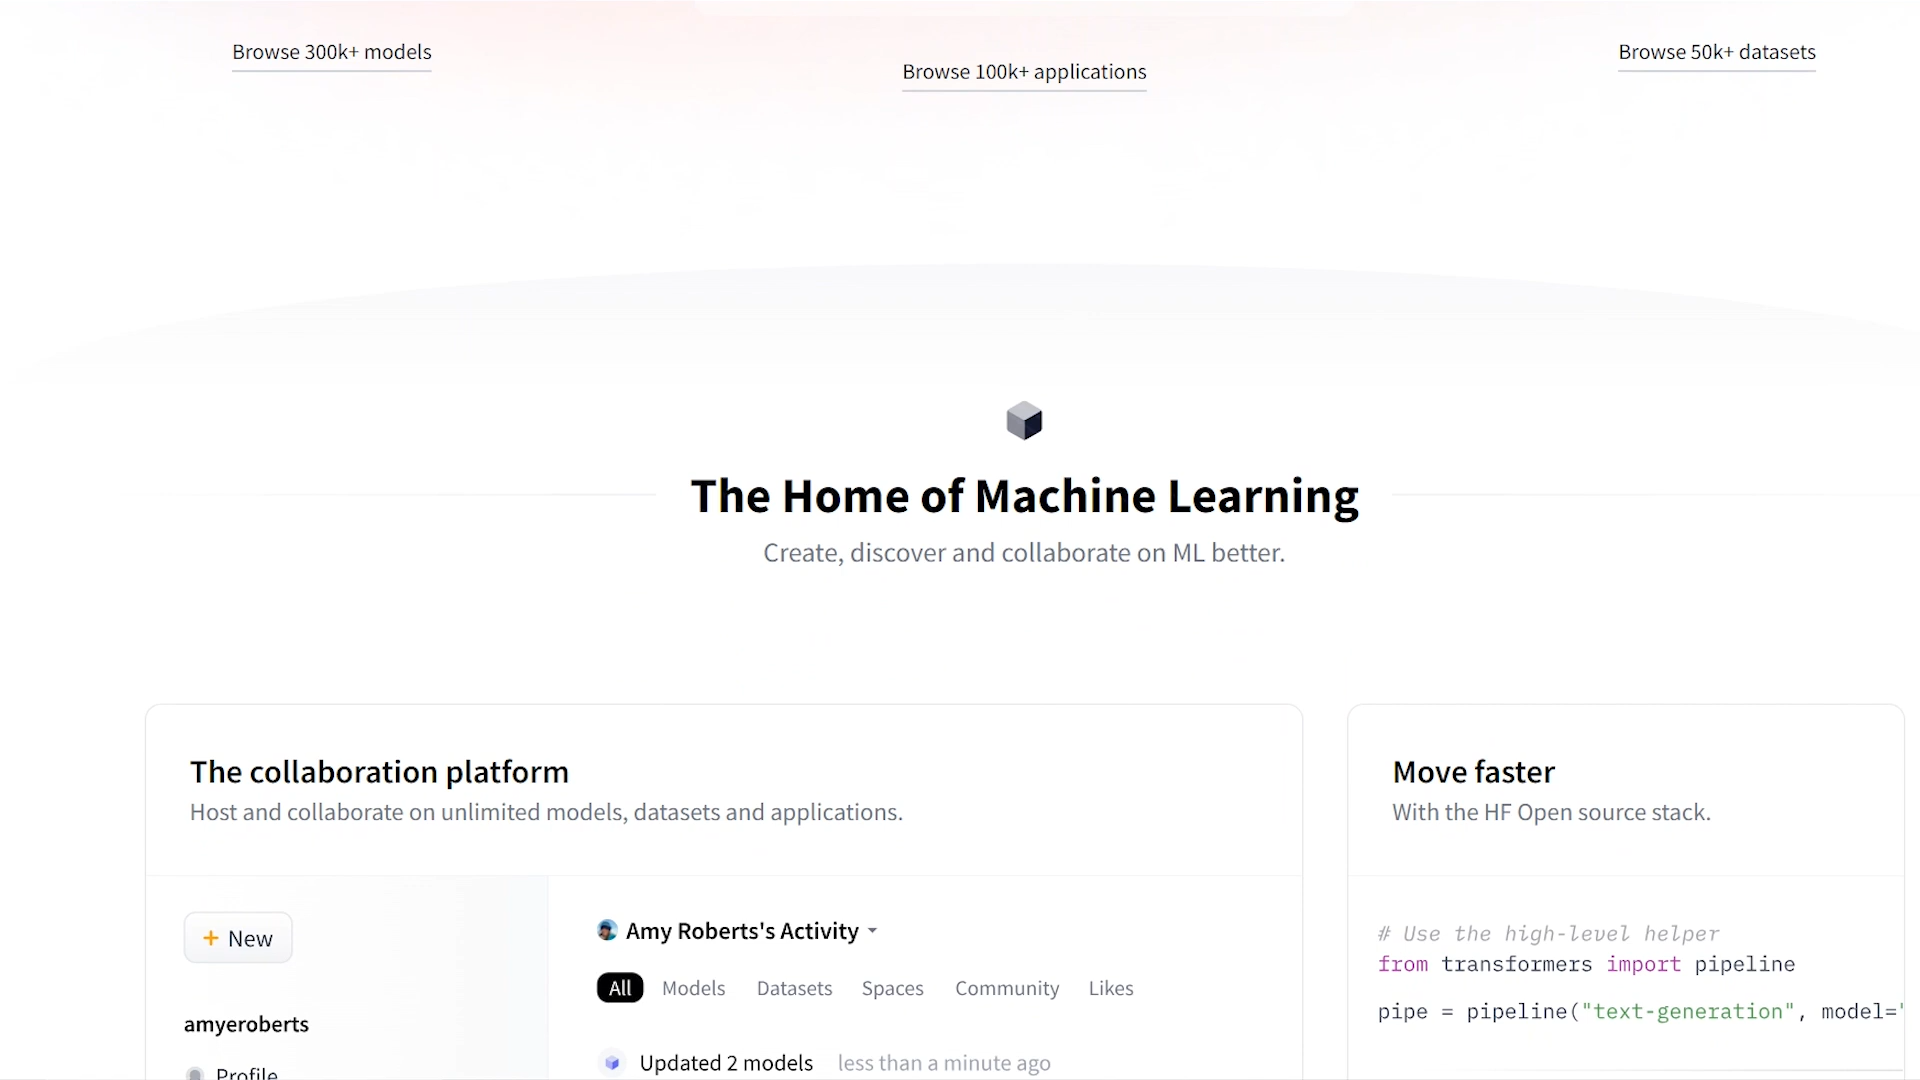 Browse 300k+ models
Browse 100k+ applications
Browse 50k+ datasets
The Home of Machine Learning
Create, discover and collaborate on ML better.
The collaboration platform
Host and collaborate on unlimited models, datasets and applications.
+ New
amyeroberts
Profile
Amy Roberts's Activity
All Models Datasets Spaces Community Likes
Updated 2 models less than a minute ago
Move faster
With the HF Open source stack.
# Use the high-level helper
from transformers import pipeline
pipe = pipeline("text-generation", model="